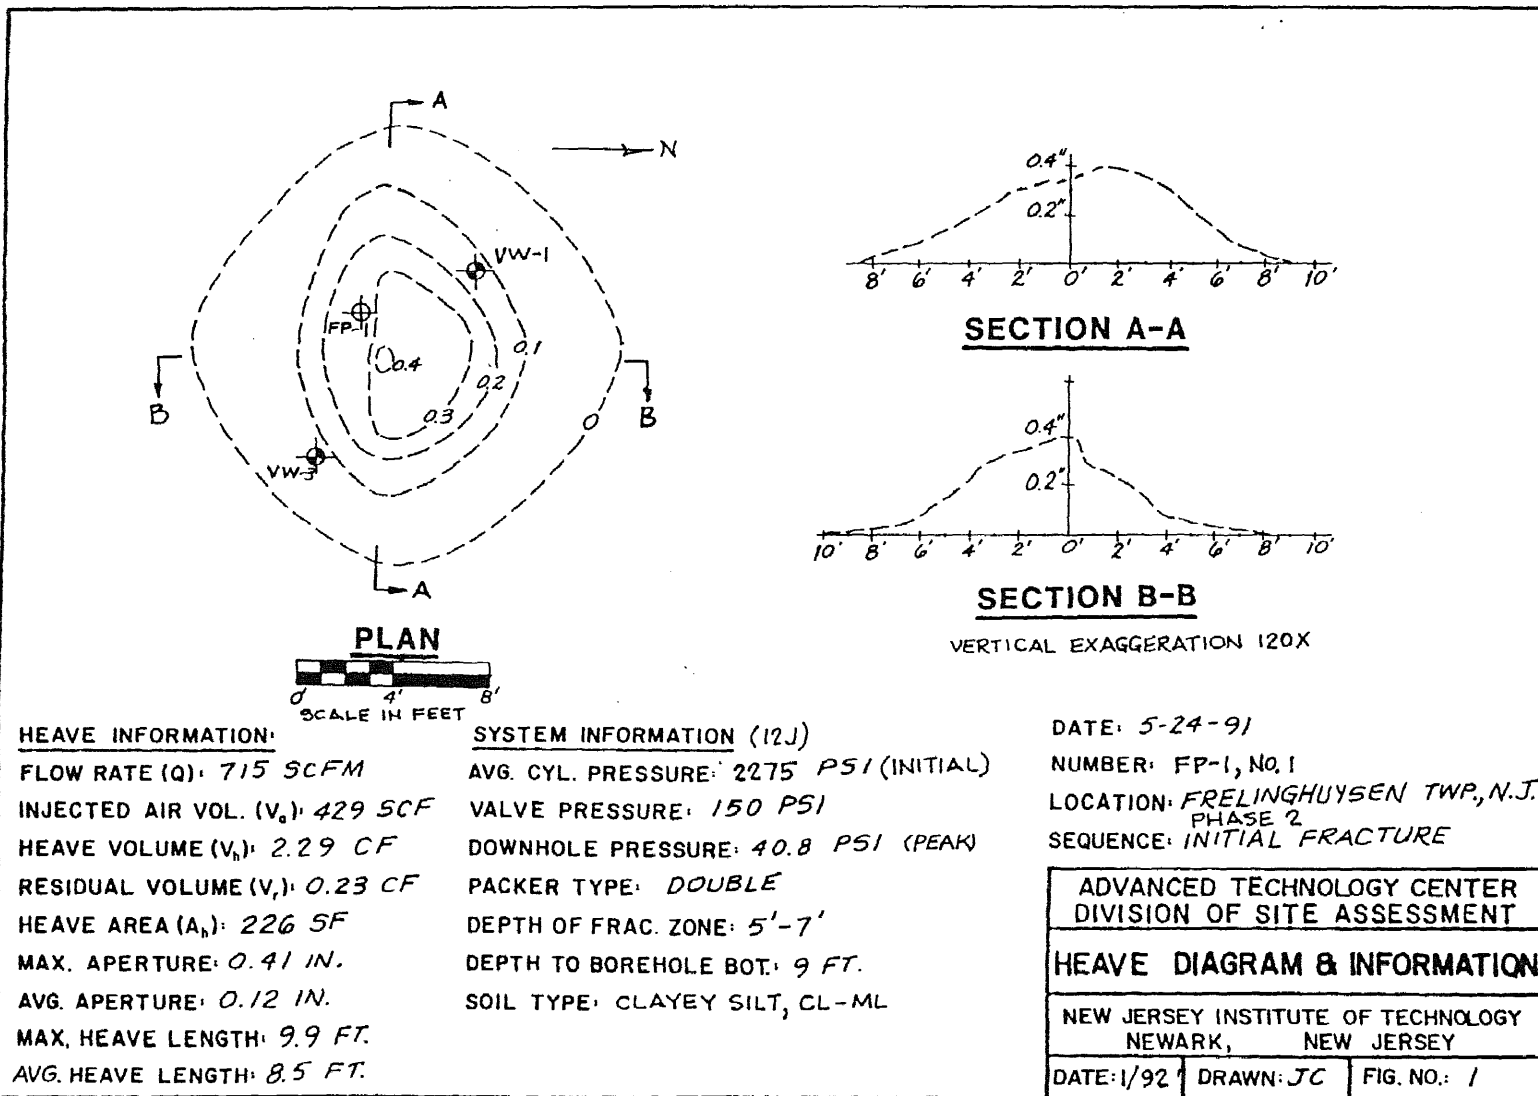 A
N
VW-1
FP-1
0.4
0.1
0.2
0.3
0
B
B
VW-3
A
PLAN
0' 4' 8'
SCALE IN FEET
0.4"
0.2"
8' 6' 4' 2' 0' 2' 4' 6' 8' 10'
SECTION A-A
0.4"
0.2"
10' 8' 6' 4' 2' 0' 2' 4' 6' 8' 10'
SECTION B-B
VERTICAL EXAGGERATION 120X
HEAVE INFORMATION:
FLOW RATE (Q): 715 SCFM
INJECTED AIR VOL. (Va): 429 SCF
HEAVE VOLUME (Vh): 2.29 CF
RESIDUAL VOLUME (Vr): 0.23 CF
HEAVE AREA (Ah): 226 SF
MAX. APERTURE: 0.41 IN.
AVG. APERTURE: 0.12 IN.
MAX. HEAVE LENGTH: 9.9 FT.
AVG. HEAVE LENGTH: 8.5 FT.
SYSTEM INFORMATION (12J)
AVG. CYL. PRESSURE: 2275 PSI (INITIAL)
VALVE PRESSURE: 150 PSI
DOWNHOLE PRESSURE: 40.8 PSI (PEAK)
PACKER TYPE: DOUBLE
DEPTH OF FRAC. ZONE: 5'-7'
DEPTH TO BOREHOLE BOT.: 9 FT.
SOIL TYPE: CLAYEY SILT, CL-ML
DATE: 5-24-91
NUMBER: FP-1, NO. 1
LOCATION: FRELINGHUYSEN TWP., N.J.
PHASE 2
SEQUENCE: INITIAL FRACTURE
ADVANCED TECHNOLOGY CENTER
DIVISION OF SITE ASSESSMENT
HEAVE DIAGRAM & INFORMATION
NEW JERSEY INSTITUTE OF TECHNOLOGY
NEWARK, NEW JERSEY
DATE: 1/92 DRAWN: JC FIG. NO.: 1